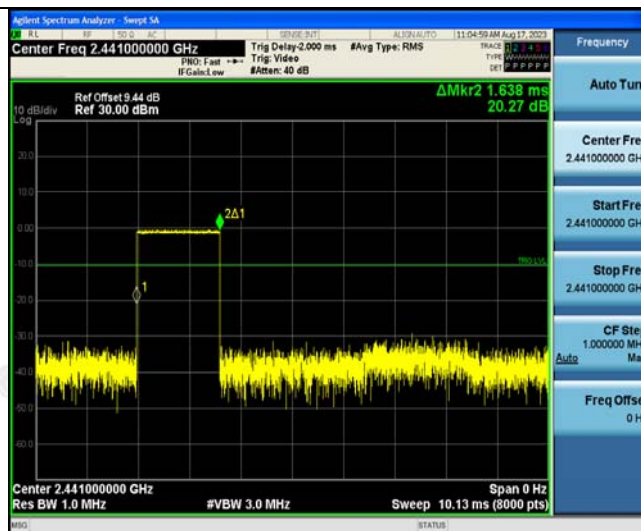 Agilent Spectrum Analyzer - Swept SA
RL RF 50 Ω AC SENSE:INT ALIGNAUTO 11:04:59 AM Aug 17, 2023
Center Freq 2.441000000 GHz Trig Delay-2.000 ms #Avg Type: RMS TRACE 1 2 3 4 5 6
PNO: Fast Trig: Video TYPE
IFGain:Low #Atten: 40 dB DET P P P P P P
Frequency
ΔMkr2 1.638 ms
Ref Offset 9.44 dB
10 dB/div Ref 30.00 dBm 20.27 dB
Log
20.0
10.0
0.00
-10.0
-20.0
-30.0
-40.0
-50.0
-60.0
2Δ1
1
TRIG LVL
Center 2.441000000 GHz Span 0 Hz
Res BW 1.0 MHz #VBW 3.0 MHz Sweep 10.13 ms (8000 pts)
MSG STATUS
Auto Tun
Center Fre
2.441000000 GH
Start Fre
2.441000000 GH
Stop Fre
2.441000000 GH
CF Ste
1.000000 MH
Auto Ma
Freq Offse
0 H